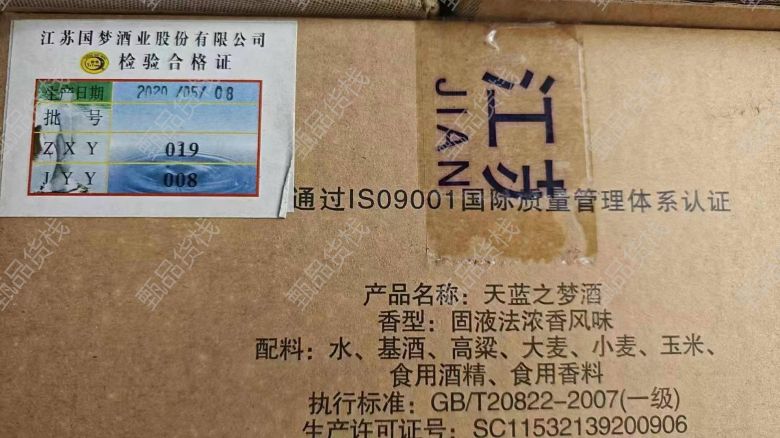 江苏国梦酒业股份有限公司
检验合格证
生产日期 2020/05/08
批号
ZXY 019
JYY 008
江苏
JIAN
通过ISO9001国际质量管理体系认证
产品名称：天蓝之梦酒
香型：固液法浓香风味
配料：水、基酒、高粱、大麦、小麦、玉米、
食用酒精、食用香料
执行标准：GB/T20822-2007(一级)
生产许可证号：SC11532139200906
甄品货栈